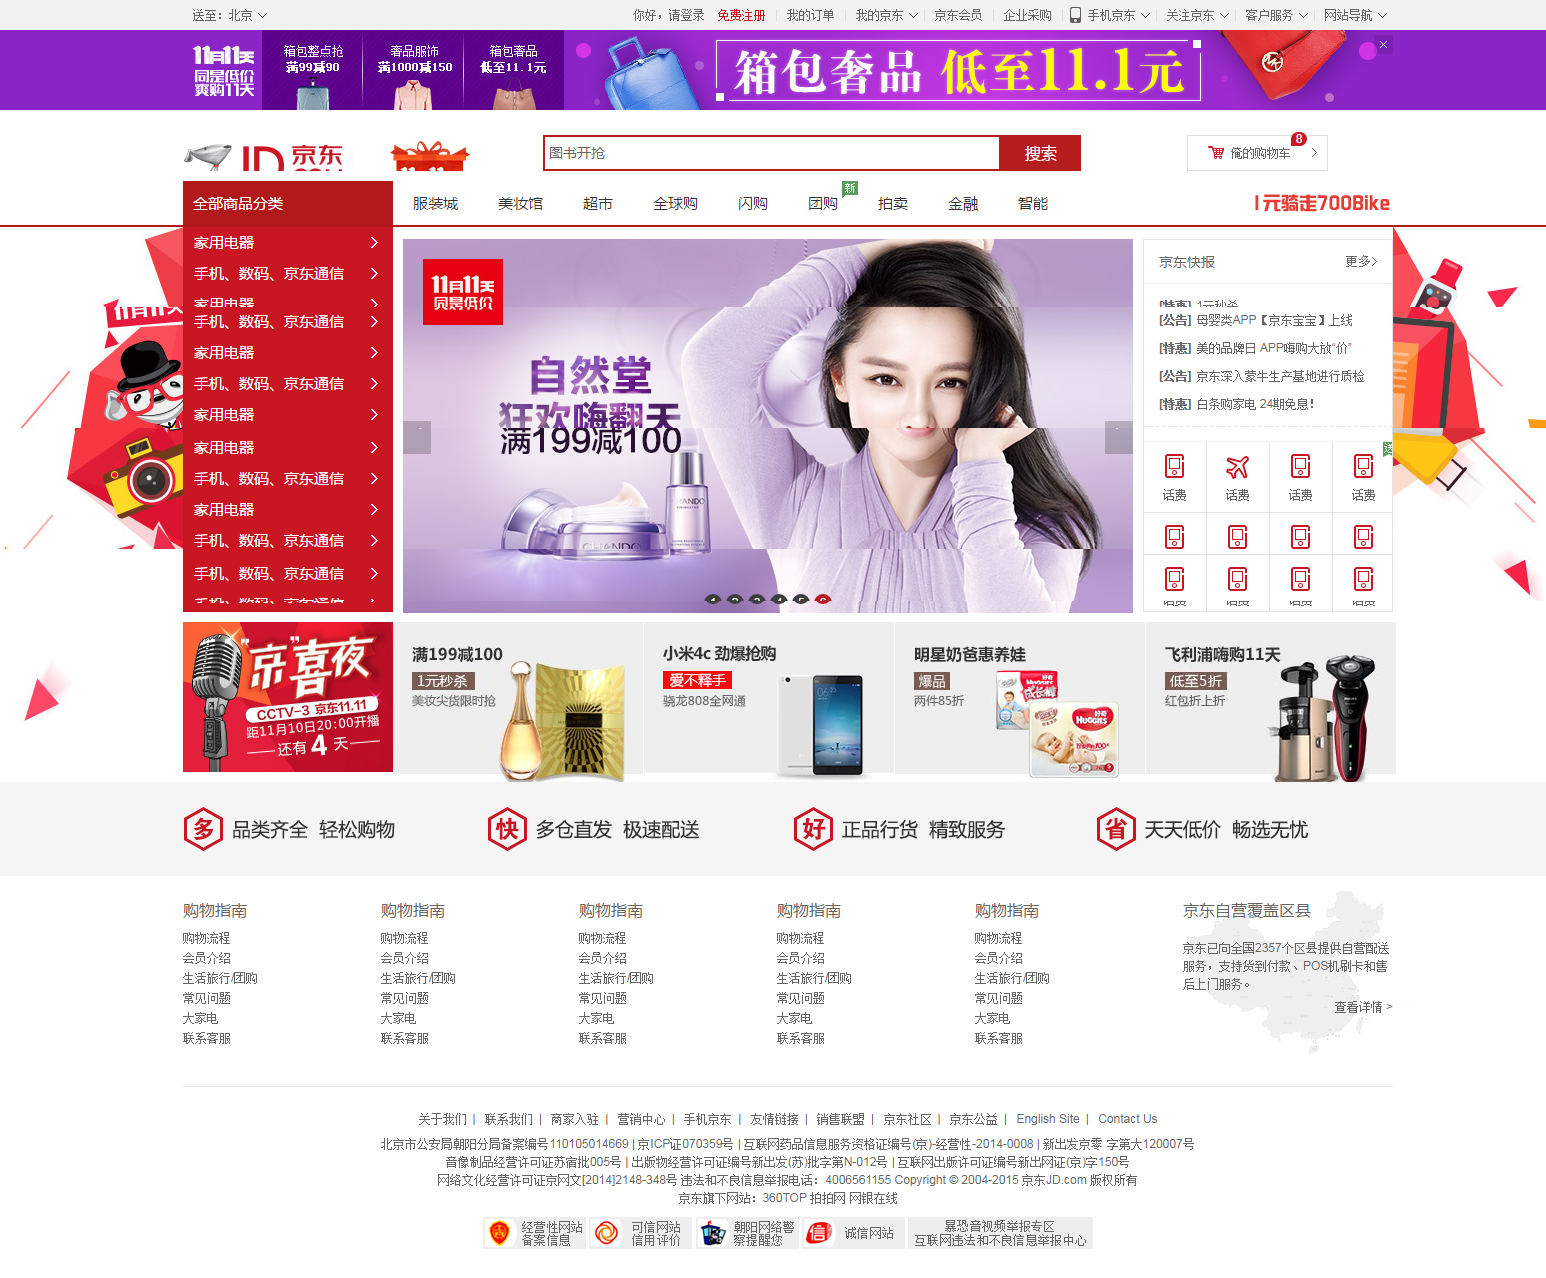 送至：北京
你好，请登录 免费注册 我的订单 我的京东 京东会员 企业采购 手机京东 关注京东 客户服务 网站导航
11月11天
同是低价
爽购11天
箱包整点抢
满99减90
奢品服饰
满1000减150
箱包奢品
低至11.1元
箱包奢品 低至11.1元
JD 京东
图书开抢
搜索
俺的购物车
8
全部商品分类
服装城 美妆馆 超市 全球购 闪购 团购 拍卖 金融 智能
新
1元骑走700Bike
家用电器
手机、数码、京东通信
家用电器
手机、数码、京东通信
家用电器
手机、数码、京东通信
家用电器
家用电器
手机、数码、京东通信
家用电器
手机、数码、京东通信
手机、数码、京东通信
手机、数码、京东通信
11月11天
11月11天
贝是低价
自然堂
狂欢嗨翻天
满199减100
CHANDO
CHANDO
1 2 3 4 5 6
京东快报
更多>
[特惠] 1元秒杀
[公告] 母婴类APP【京东宝宝】上线
[特惠] 美的品牌日 APP嗨购大放“价”
[公告] 京东深入蒙牛生产基地进行质检
[特惠] 白条购家电 24期免息！
话费 话费 话费 话费
话费 话费 话费 话费
“京”喜夜
CCTV-3 京东11.11
距11月10日20:00开播
还有 4 天
满199减100
1元秒杀
美妆尖货限时抢
小米4c 劲爆抢购
爱不释手
骁龙808全网通
明星奶爸惠养娃
爆品
两件85折
飞利浦嗨购11天
低至5折
红包折上折
好奇
成长裤
好奇
HUGGIES
多 品类齐全 轻松购物
快 多仓直发 极速配送
好 正品行货 精致服务
省 天天低价 畅选无忧
购物指南
购物流程
会员介绍
生活旅行/团购
常见问题
大家电
联系客服
购物指南
购物流程
会员介绍
生活旅行/团购
常见问题
大家电
联系客服
购物指南
购物流程
会员介绍
生活旅行/团购
常见问题
大家电
联系客服
购物指南
购物流程
会员介绍
生活旅行/团购
常见问题
大家电
联系客服
购物指南
购物流程
会员介绍
生活旅行/团购
常见问题
大家电
联系客服
京东自营覆盖区县
京东已向全国2357个区县提供自营配送
服务，支持货到付款、POS机刷卡和售
后上门服务。
查看详情 >
关于我们 | 联系我们 | 商家入驻 | 营销中心 | 手机京东 | 友情链接 | 销售联盟 | 京东社区 | 京东公益 | English Site | Contact Us
北京市公安局朝阳分局备案编号110105014669 | 京ICP证070359号 | 互联网药品信息服务资格证编号(京)-经营性-2014-0008 | 新出发京零 字第大120007号
音像制品经营许可证苏宿批005号 | 出版物经营许可证编号新出发(苏)批字第N-012号 | 互联网出版许可证编号新出网证(京)字150号
网络文化经营许可证京网文[2014]2148-348号 违法和不良信息举报电话：4006561155 Copyright © 2004-2015 京东JD.com 版权所有
京东旗下网站：360TOP 拍拍网 网银在线
经营性网站
备案信息
可信网站
信用评价
朝阳网络警
察提醒您
诚信网站
暴恐音视频举报专区
互联网违法和不良信息举报中心